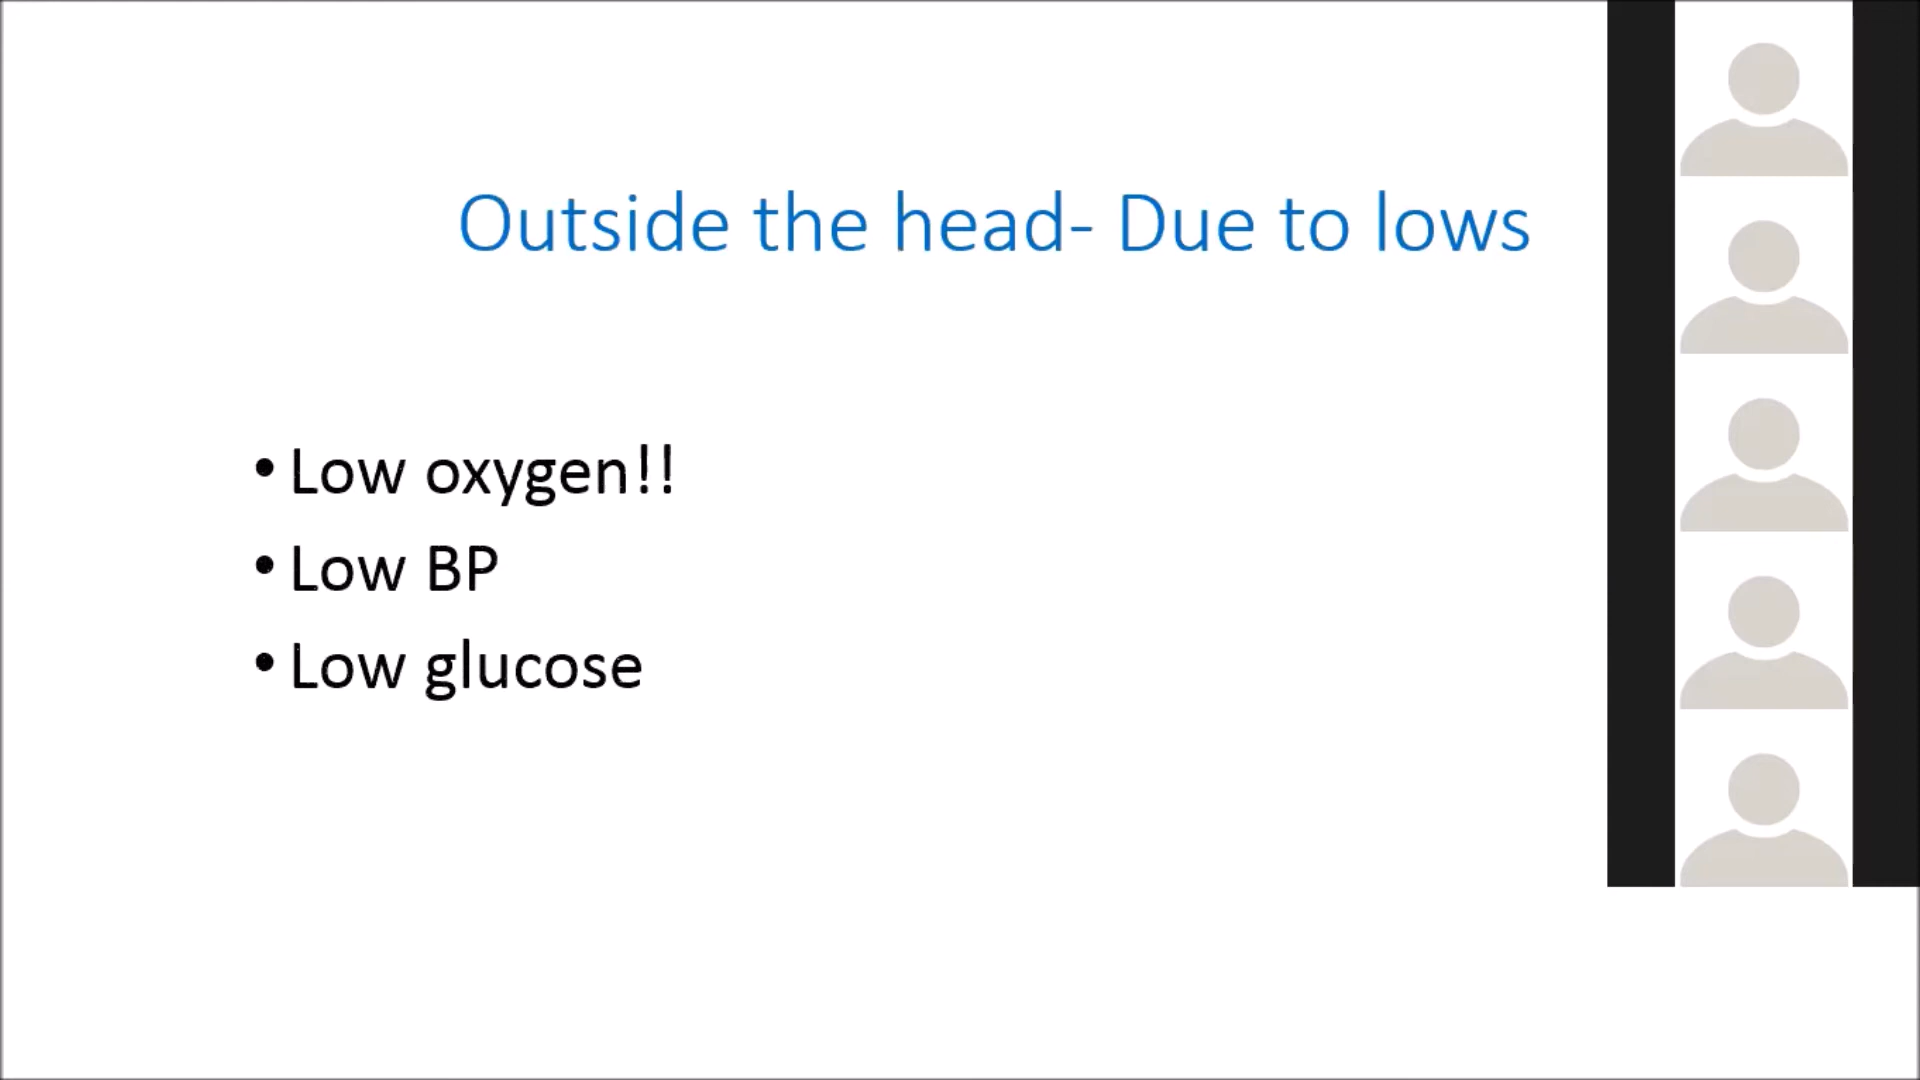 Outside the head- Due to lows
• Low oxygen!!
• Low BP
• Low glucose